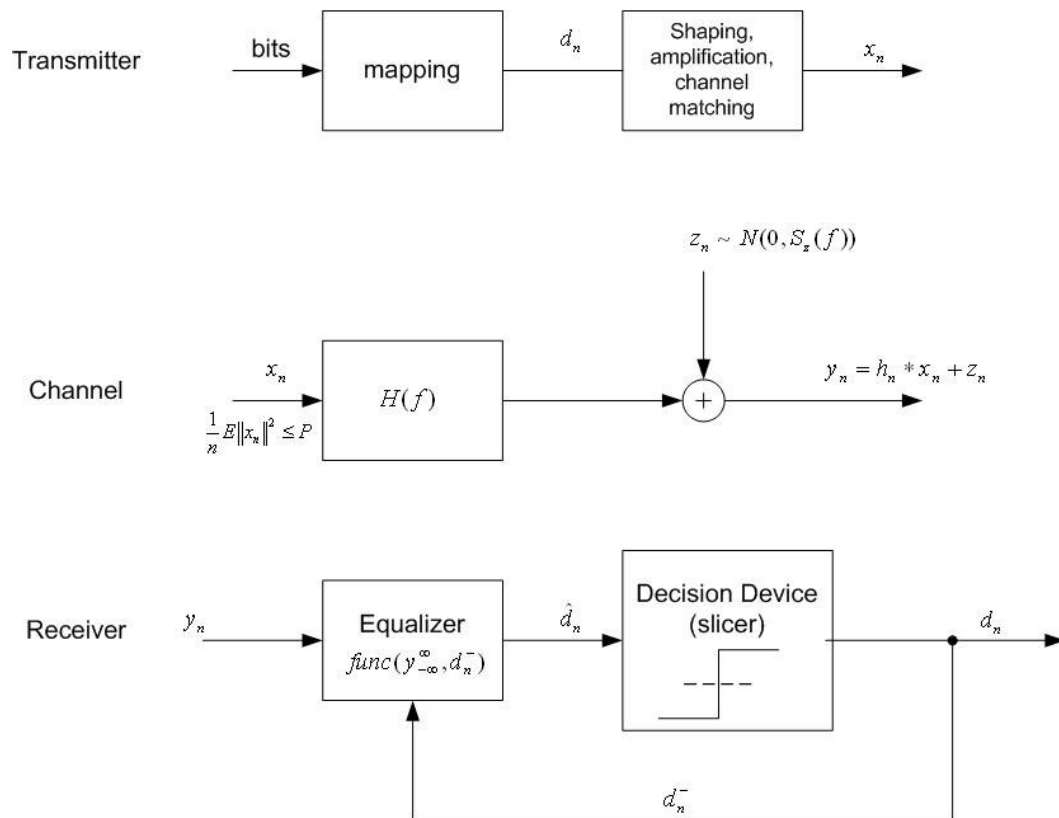 Transmitter
bits
mapping
d_n
Shaping,
amplification,
channel
matching
x_n
z_n ~ N(0, S_z(f))
Channel
x_n
1/n E‖x_n‖² ≤ P
H(f)
+
y_n = h_n * x_n + z_n
Receiver
y_n
Equalizer
func(y_{-∞}^{∞}, d_n^-)
d̂_n
Decision Device
(slicer)
d_n
d_n^-